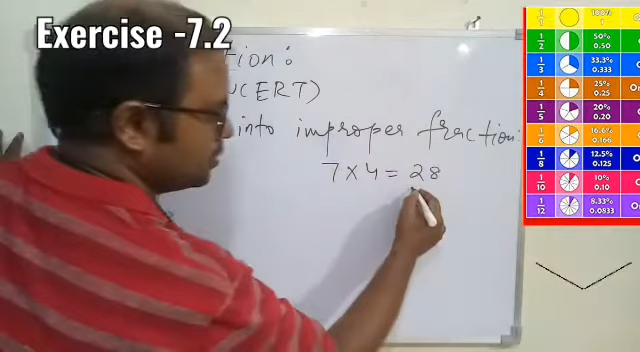 Exercise -7.2
tion:
NCERT)
into improper fraction:
7 × 4 = 28
1/1 100% 1
1/2 50% 0.50
1/3 33.3% 0.333
1/4 25% 0.25
1/5 20% 0.20
1/6 16.6% 0.166
1/8 12.5% 0.125
1/10 10% 0.10
1/12 8.33% 0.0833